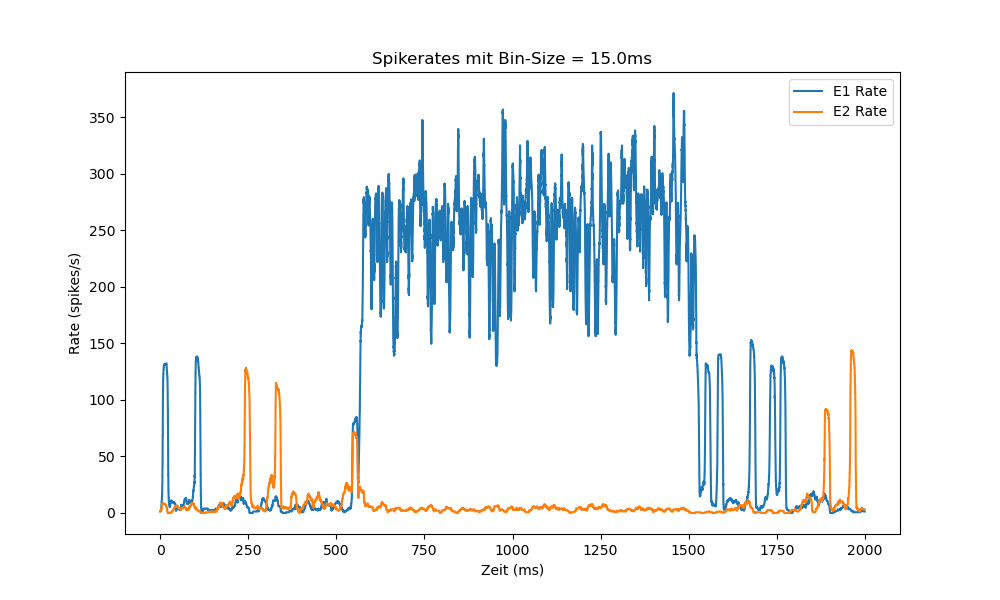 Spikerates mit Bin-Size = 15.0ms
E1 Rate
E2 Rate
Rate (spikes/s)
350
300
250
200
150
100
50
0
0 250 500 750 1000 1250 1500 1750 2000
Zeit (ms)